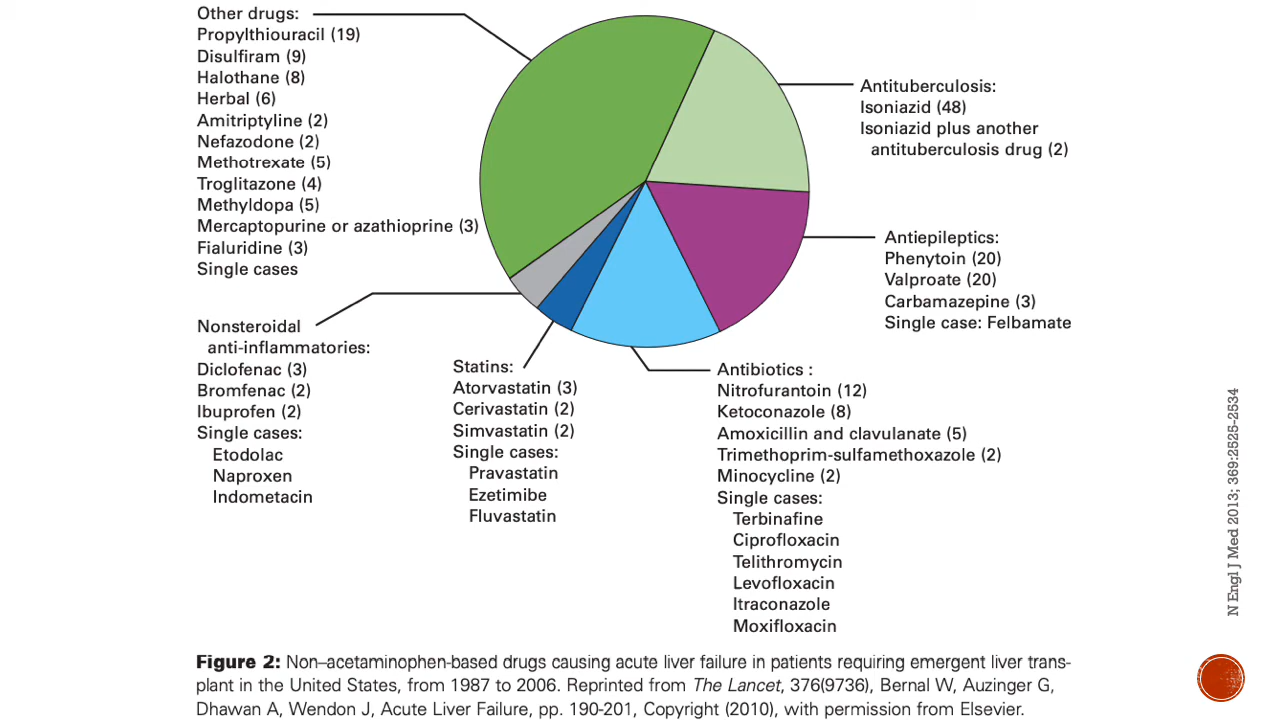 Other drugs:
Propylthiouracil (19)
Disulfiram (9)
Halothane (8)
Herbal (6)
Amitriptyline (2)
Nefazodone (2)
Methotrexate (5)
Troglitazone (4)
Methyldopa (5)
Mercaptopurine or azathioprine (3)
Fialuridine (3)
Single cases
Antituberculosis:
Isoniazid (48)
Isoniazid plus another
antituberculosis drug (2)
Antiepileptics:
Phenytoin (20)
Valproate (20)
Carbamazepine (3)
Single case: Felbamate
Nonsteroidal
anti-inflammatories:
Diclofenac (3)
Bromfenac (2)
Ibuprofen (2)
Single cases:
Etodolac
Naproxen
Indometacin
Statins:
Atorvastatin (3)
Cerivastatin (2)
Simvastatin (2)
Single cases:
Pravastatin
Ezetimibe
Fluvastatin
Antibiotics :
Nitrofurantoin (12)
Ketoconazole (8)
Amoxicillin and clavulanate (5)
Trimethoprim-sulfamethoxazole (2)
Minocycline (2)
Single cases:
Terbinafine
Ciprofloxacin
Telithromycin
Levofloxacin
Itraconazole
Moxifloxacin
N Engl J Med 2013; 369:2525-2534
Figure 2: Non–acetaminophen-based drugs causing acute liver failure in patients requiring emergent liver trans-
plant in the United States, from 1987 to 2006. Reprinted from The Lancet, 376(9736), Bernal W, Auzinger G,
Dhawan A, Wendon J, Acute Liver Failure, pp. 190-201, Copyright (2010), with permission from Elsevier.